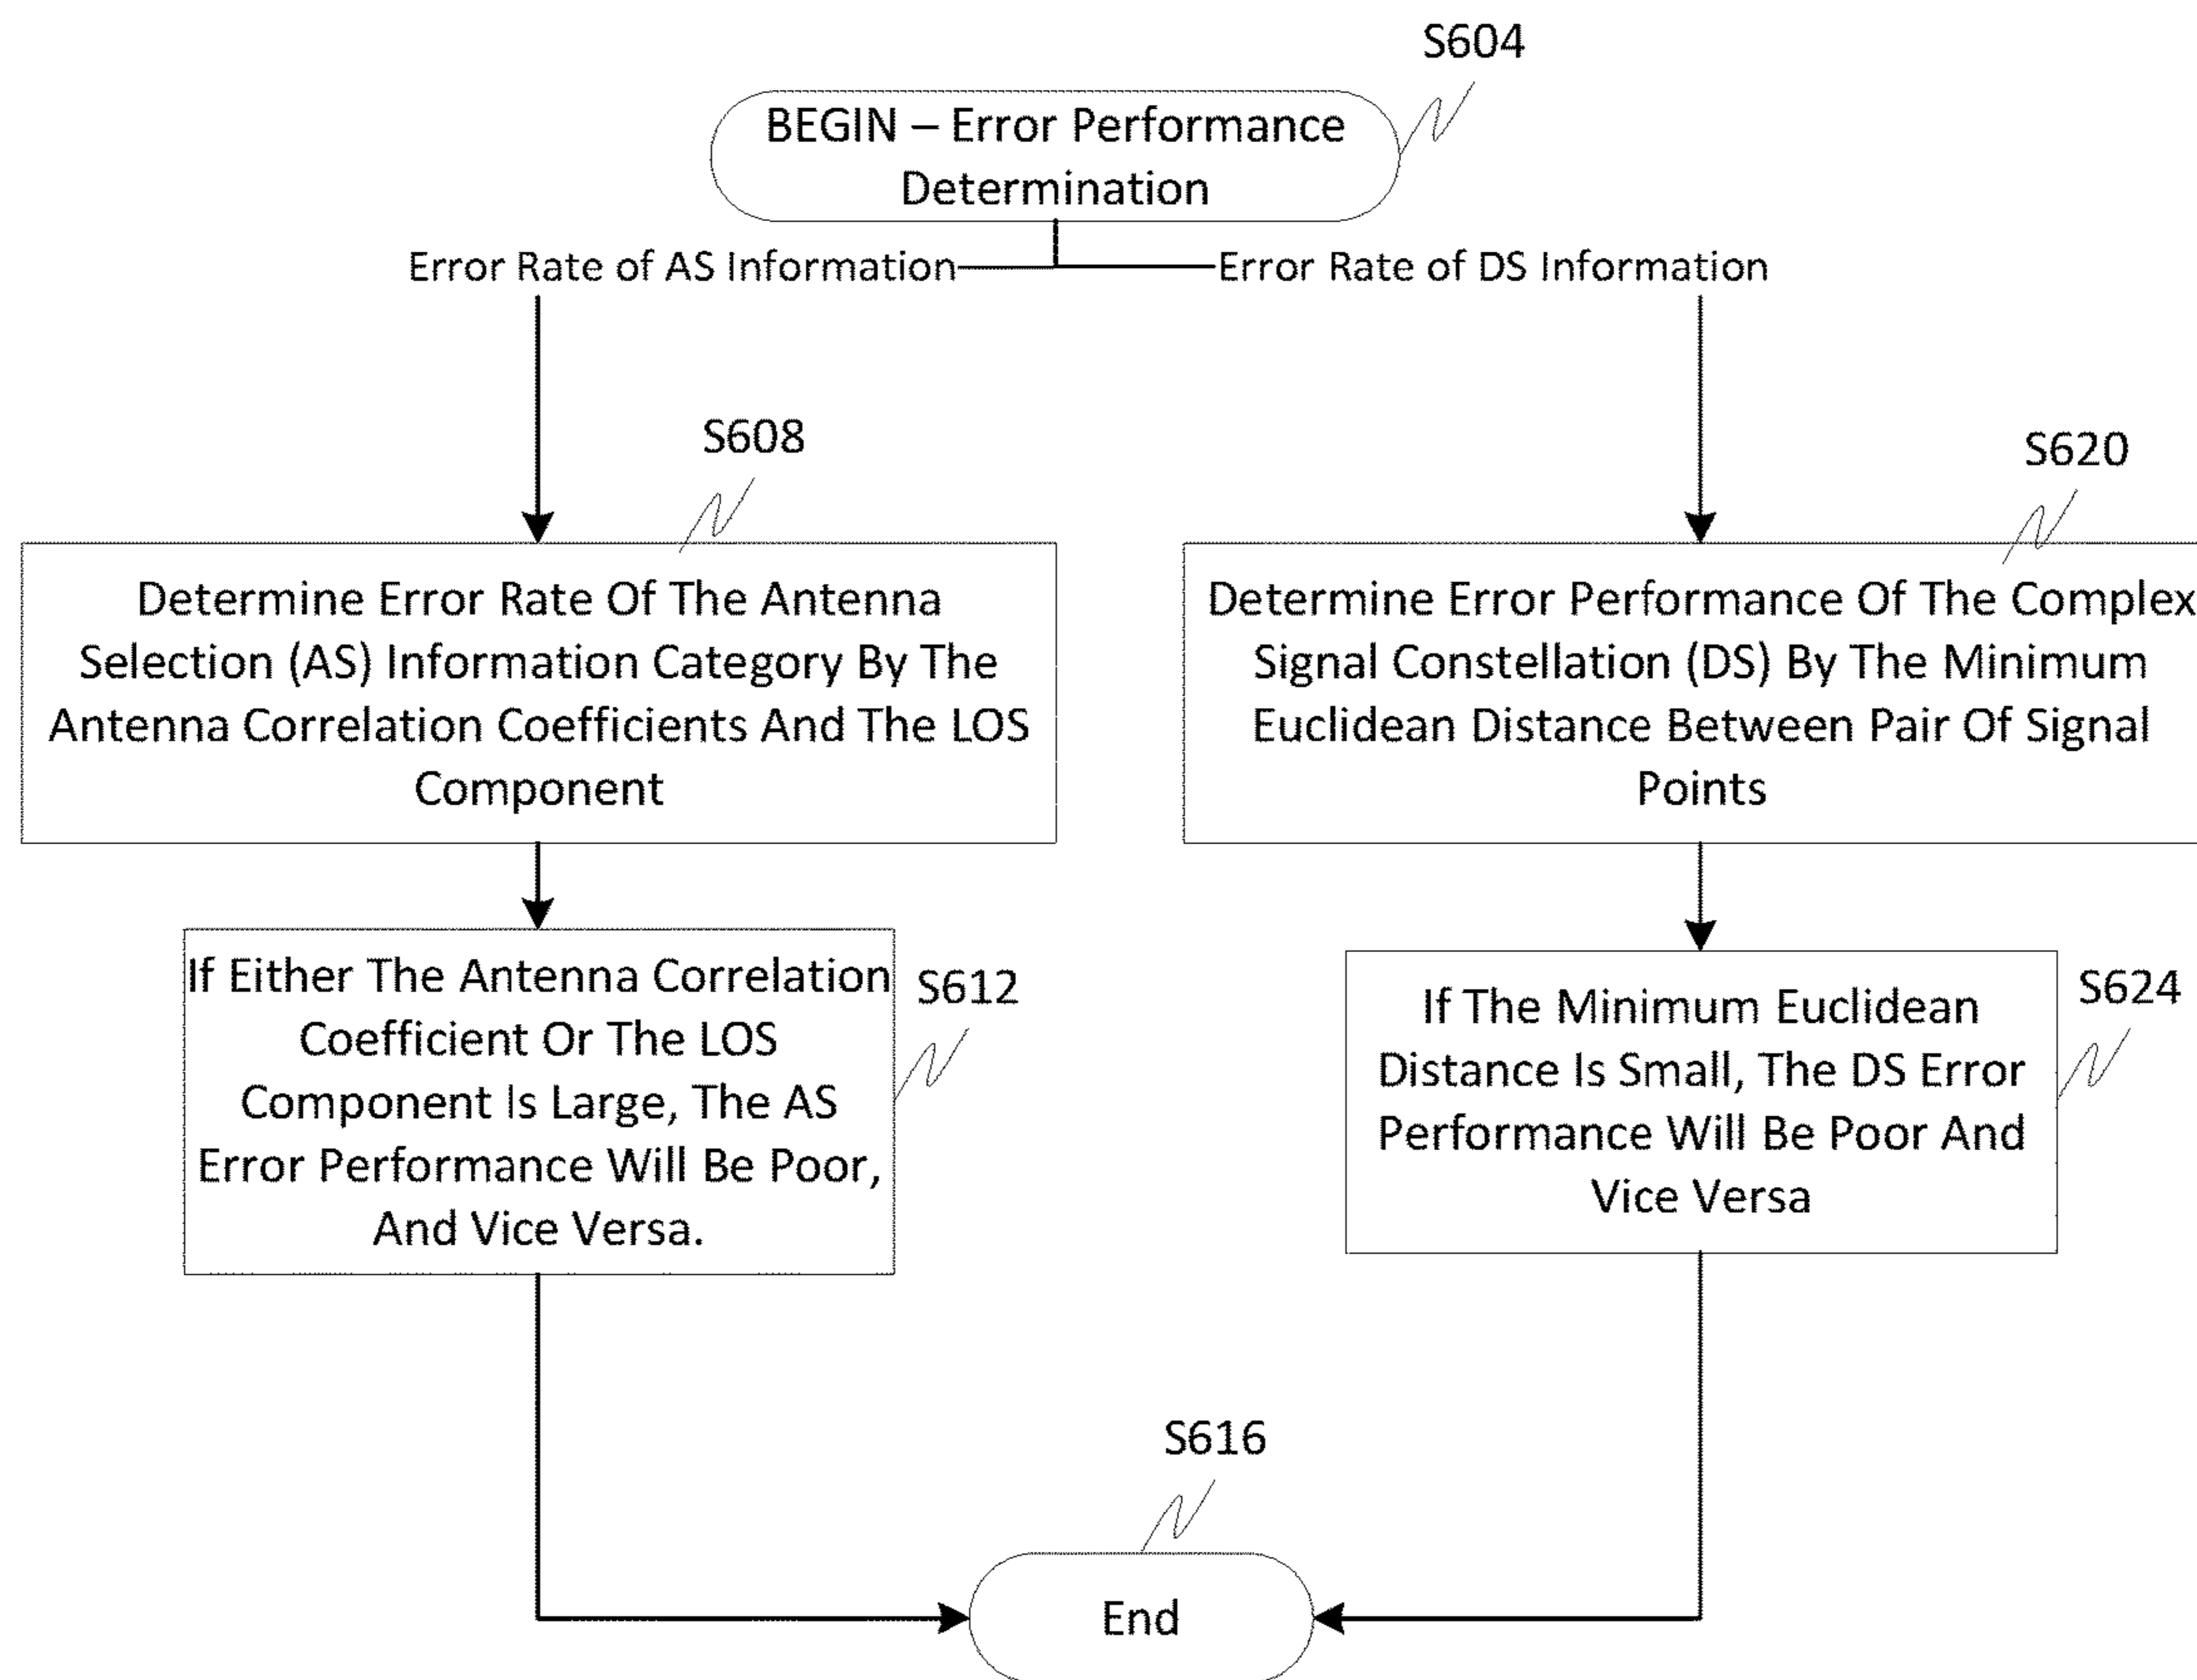 S604
BEGIN – Error Performance
Determination
Error Rate of AS Information
Error Rate of DS Information
S608
Determine Error Rate Of The Antenna
Selection (AS) Information Category By The
Antenna Correlation Coefficients And The LOS
Component
S620
Determine Error Performance Of The Complex
Signal Constellation (DS) By The Minimum
Euclidean Distance Between Pair Of Signal
Points
If Either The Antenna Correlation
Coefficient Or The LOS
Component Is Large, The AS
Error Performance Will Be Poor,
And Vice Versa.
S612
If The Minimum Euclidean
Distance Is Small, The DS Error
Performance Will Be Poor And
Vice Versa
S624
S616
End